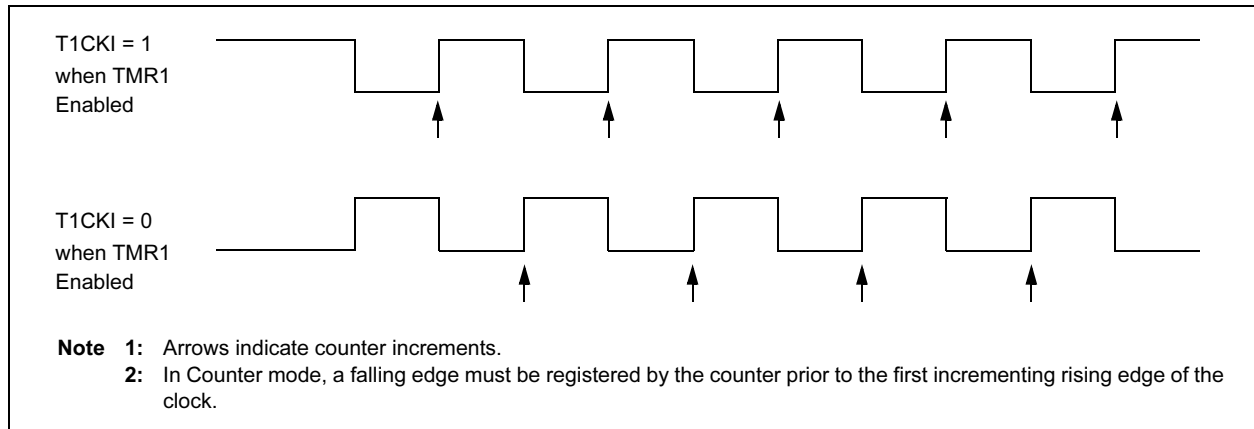 T1CKI = 1
when TMR1
Enabled
T1CKI = 0
when TMR1
Enabled
Note 1: Arrows indicate counter increments.
2: In Counter mode, a falling edge must be registered by the counter prior to the first incrementing rising edge of the
clock.